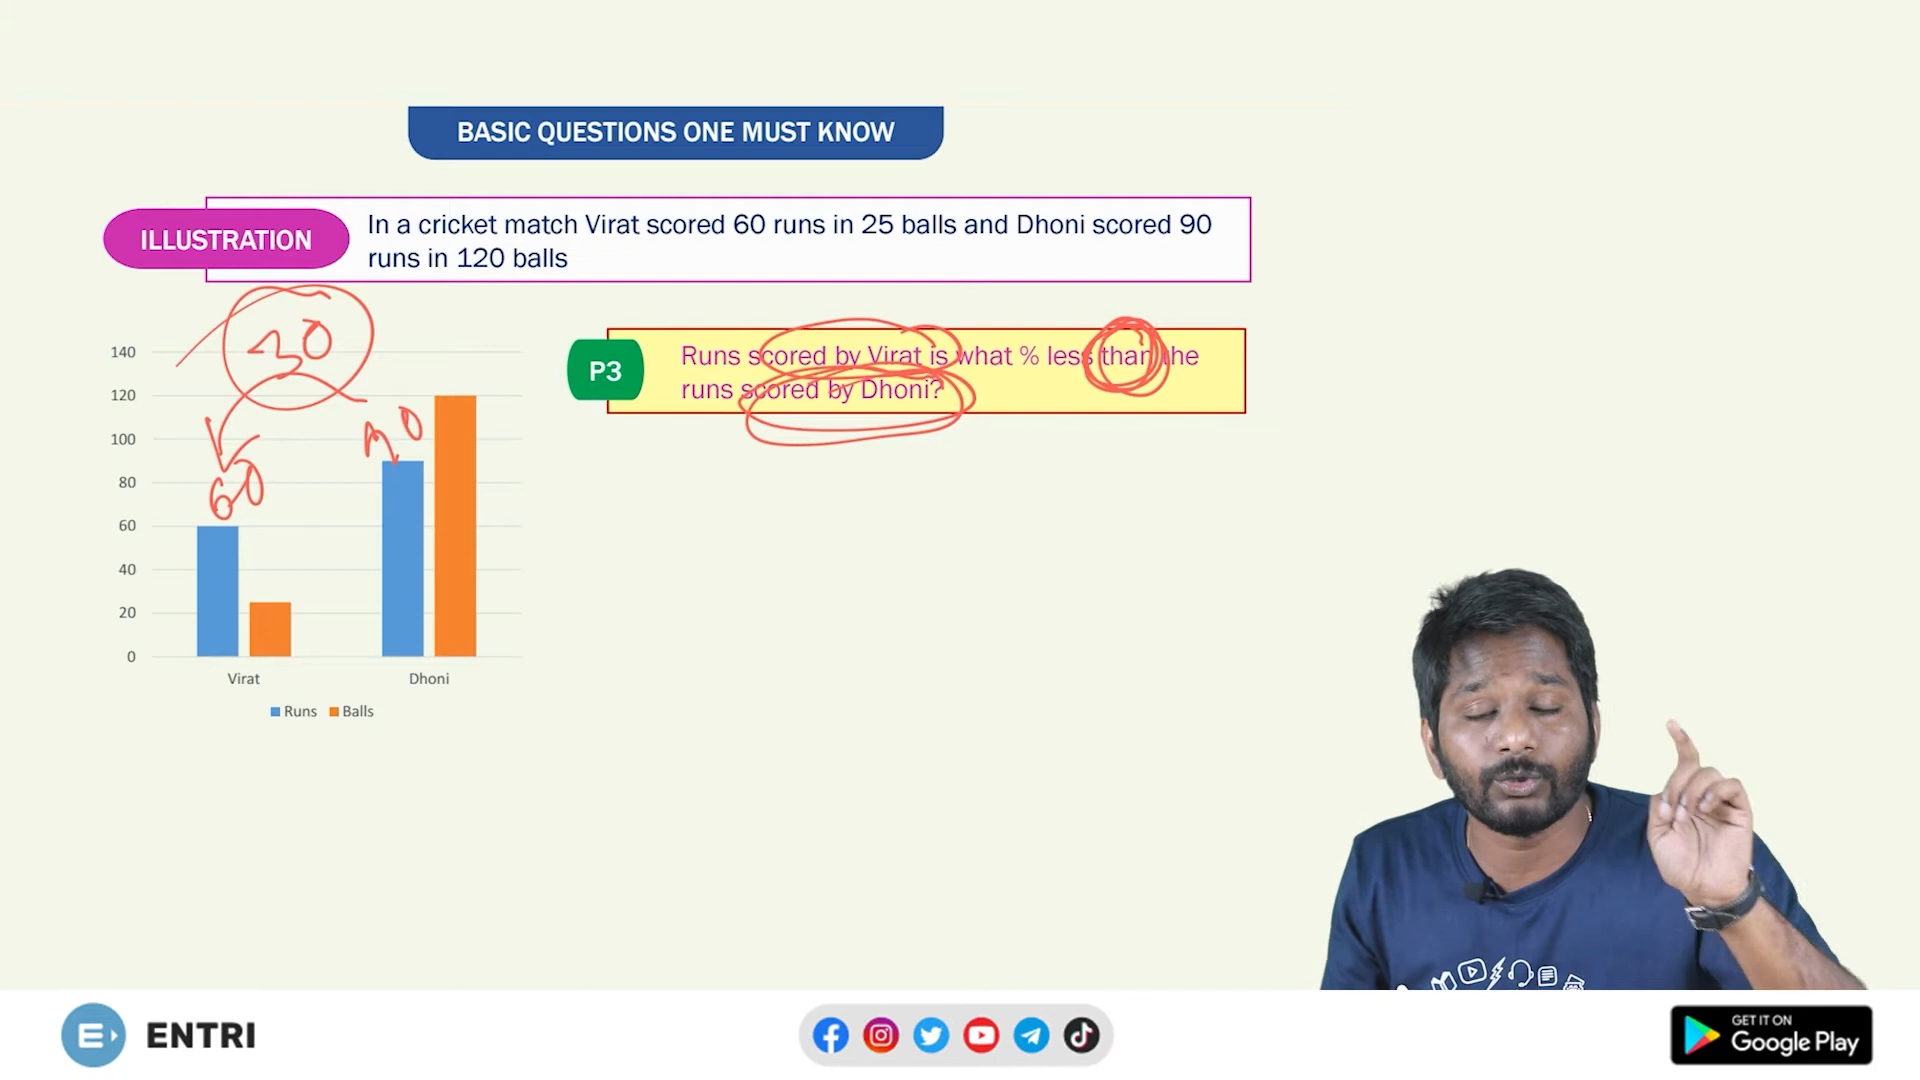 BASIC QUESTIONS ONE MUST KNOW
ILLUSTRATION
In a cricket match Virat scored 60 runs in 25 balls and Dhoni scored 90
runs in 120 balls
P3
Runs scored by Virat is what % less than the
runs scored by Dhoni?
30
60
90
140
120
100
80
60
40
20
0
Virat
Dhoni
Runs
Balls
ENTRI
GET IT ON
Google Play